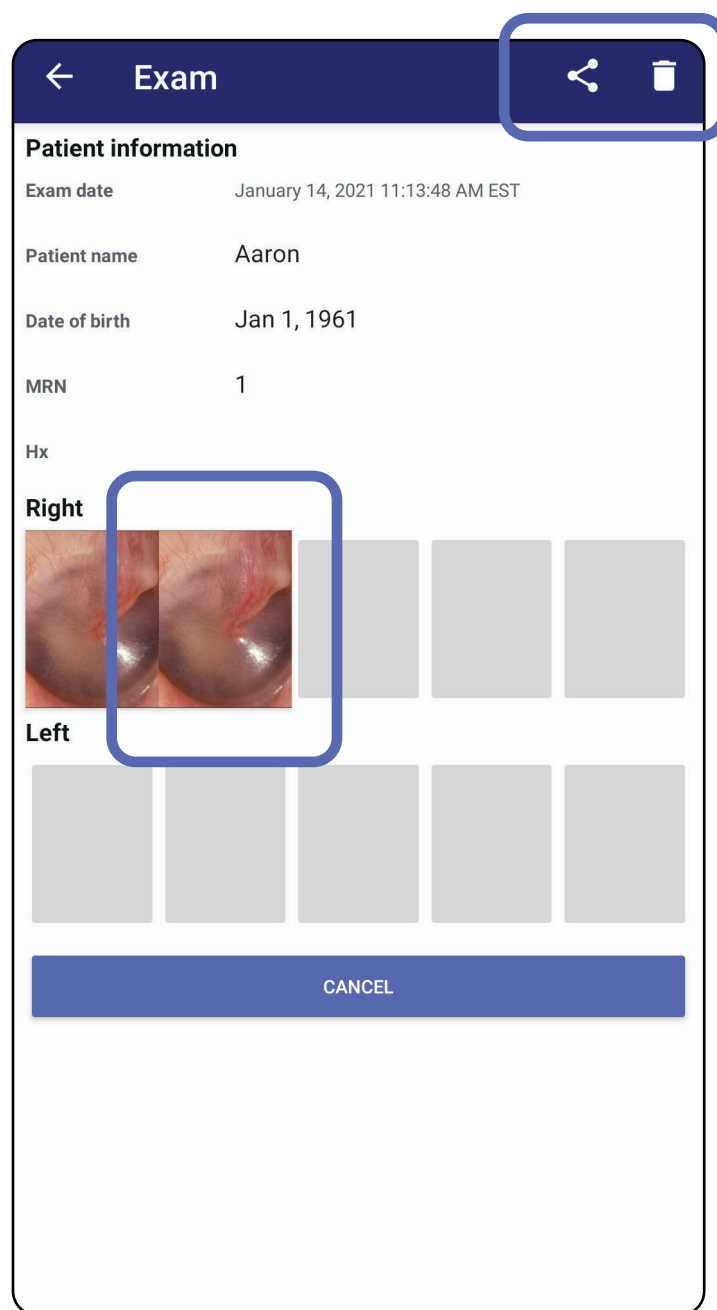 Exam
Patient information
Exam date January 14, 2021 11:13:48 AM EST
Patient name Aaron
Date of birth Jan 1, 1961
MRN 1
Hx
Right
Left
CANCEL